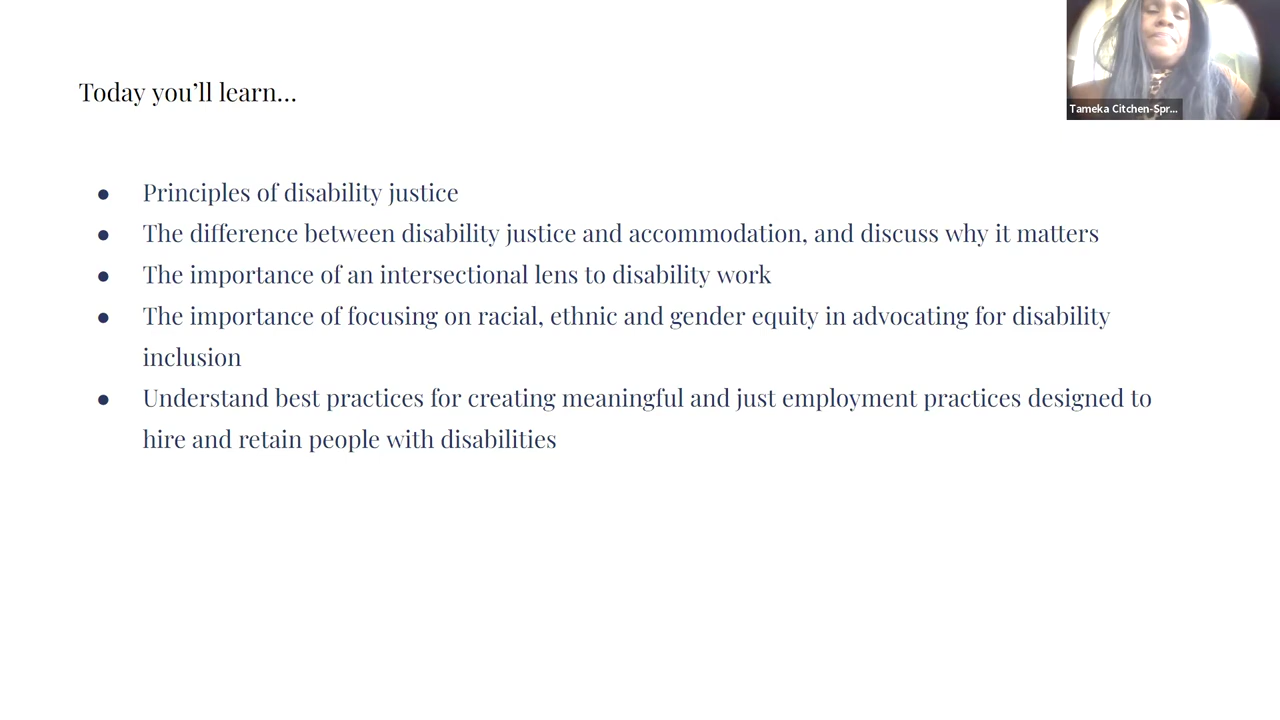 Today you’ll learn...
● Principles of disability justice
● The difference between disability justice and accommodation, and discuss why it matters
● The importance of an intersectional lens to disability work
● The importance of focusing on racial, ethnic and gender equity in advocating for disability
inclusion
● Understand best practices for creating meaningful and just employment practices designed to
hire and retain people with disabilities
Tameka Citchen-Spr...